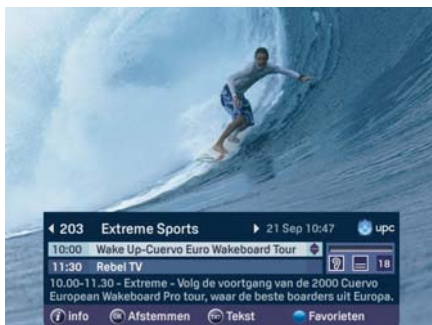 203 Extreme Sports 21 Sep 10:47 upc
10:00 Wake Up-Cuervo Euro Wakeboard Tour
11:30 Rebel TV
18
10.00-11.30 - Extreme - Volg de voortgang van de 2000 Cuervo
European Wakeboard Pro tour, waar de beste boarders uit Europa.
i info OK Afstemmen TXT Tekst Favorieten